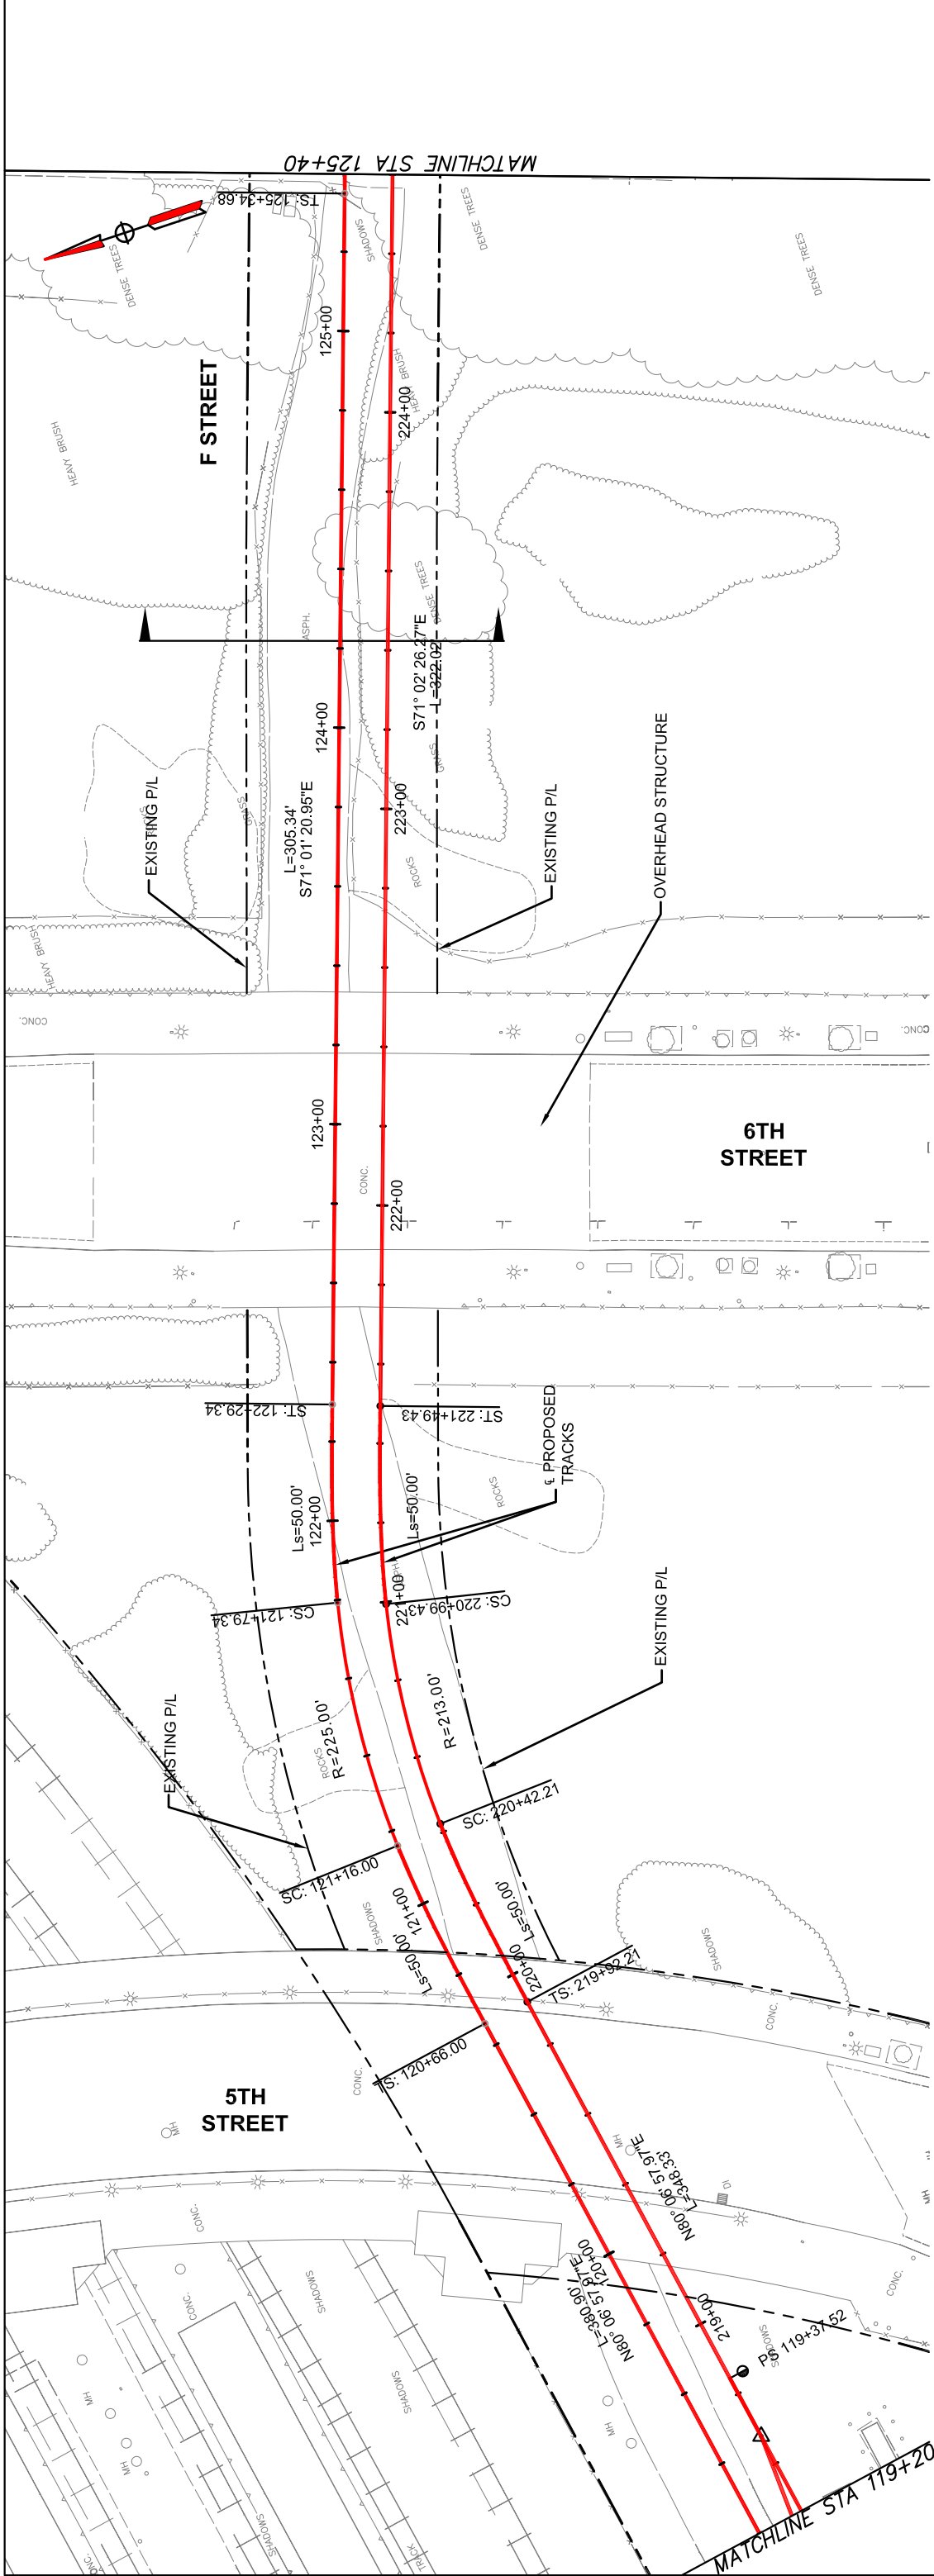 MATCHLINE STA 125+40
TS: 125+34.68
DENSE TREES
SHADOWS
DENSE TREES
DENSE TREES
125+00
F STREET
HEAVY BRUSH
HEAVY BRUSH
224+00
ASPH.
DENSE TREES
S71° 02' 26.27"E
L=322.02'
124+00
GRASS
OVERHEAD STRUCTURE
EXISTING P/L
L=305.34'
S71° 01' 20.95"E
223+00
EXISTING P/L
GRASS
ROCKS
HEAVY BRUSH
CONC.
CONC.
123+00
6TH
STREET
CONC.
222+00
ST: 122+29.34
ST: 221+49.43
℄ PROPOSED
TRACKS
Ls=50.00'
122+00
Ls=50.00'
ROCKS
CS: 121+79.34
221+00
CS: 220+99.43
EXISTING P/L
EXISTING P/L
R=225.00'
R=213.00'
ROCKS
SC: 220+42.21
SC: 121+16.00
121+00
SHADOWS
Ls=50.00'
Ls=50.00'
220+00
SHADOWS
TS: 219+92.21
TS: 120+66.00
CONC.
CONC.
5TH
STREET
MH
MH
N80° 06' 57.97"E
L=348.33'
DI
MH
CONC.
CONC.
120+00
L=380.90'
N80° 06' 57.97"E
SHADOWS
CONC.
219+00
SHADOWS
PS 119+37.52
MH
SHADOWS
MH
MH
SHADOWS
TRACK
CONC.
MATCHLINE STA 119+20